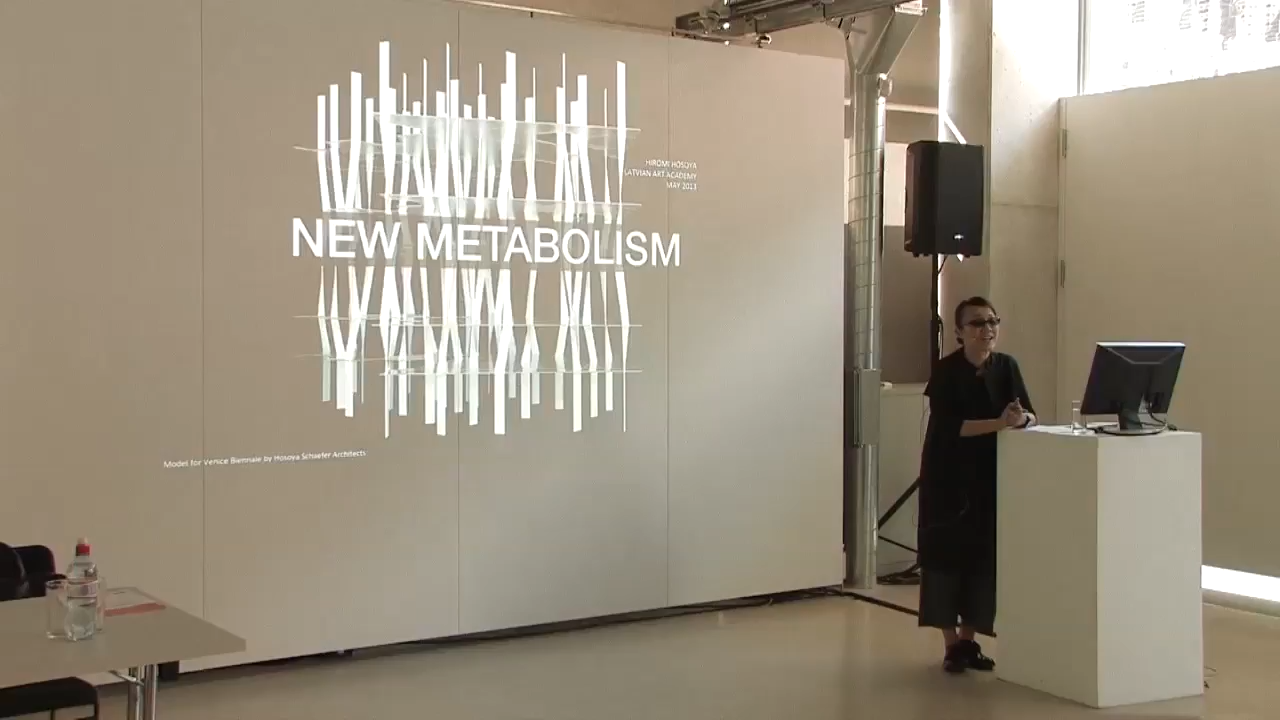 HIROMI HOSOYA
LATVIAN ART ACADEMY
MAY 2013
NEW METABOLISM
Model for Venice Biennale by Hosoya Schaefer Architects